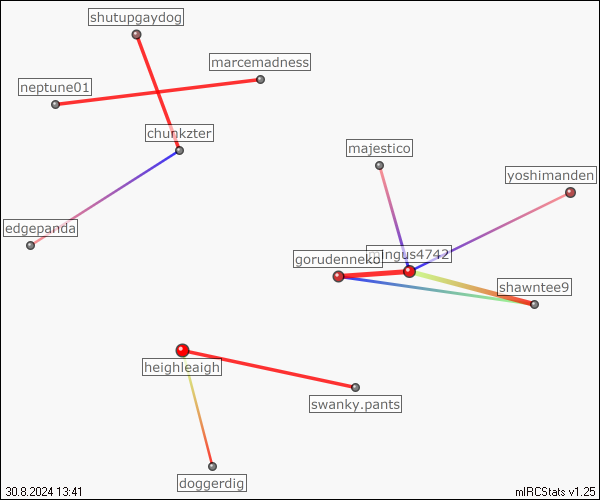 shutupgaydog
marcemadness
neptune01
chunkzter
majestico
yoshimanden
edgepanda
mingus4742
gorudenneko
shawntee9
heighleaigh
swanky.pants
doggerdig
30.8.2024 13:41
mIRCStats v1.25